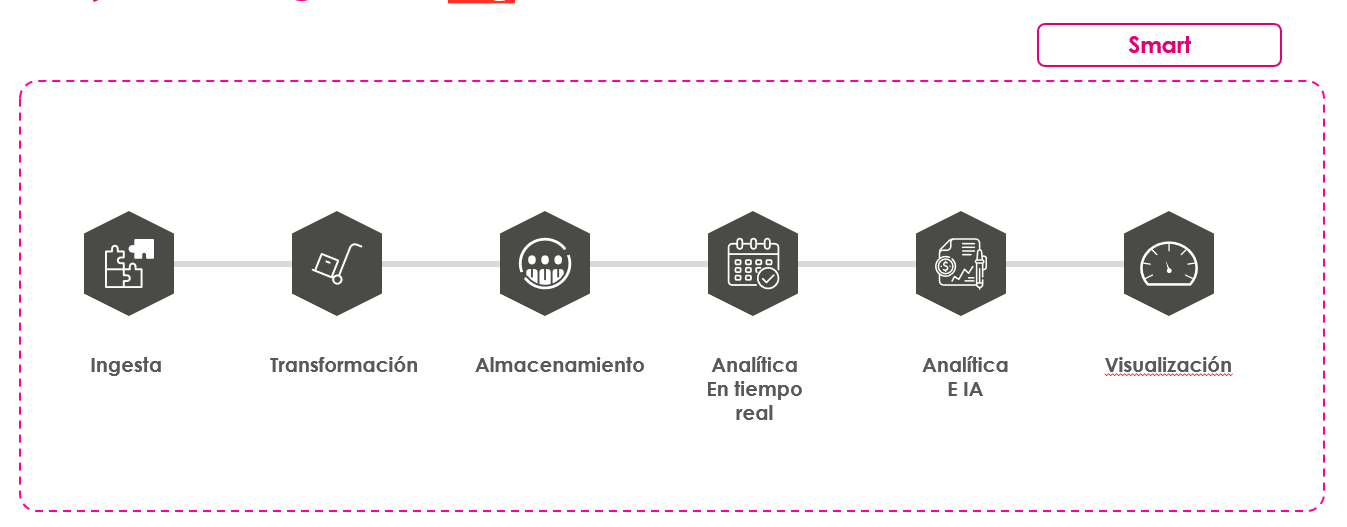 Smart
Ingesta
Transformación
Almacenamiento
Analítica
En tiempo
real
Analítica
E IA
Visualización